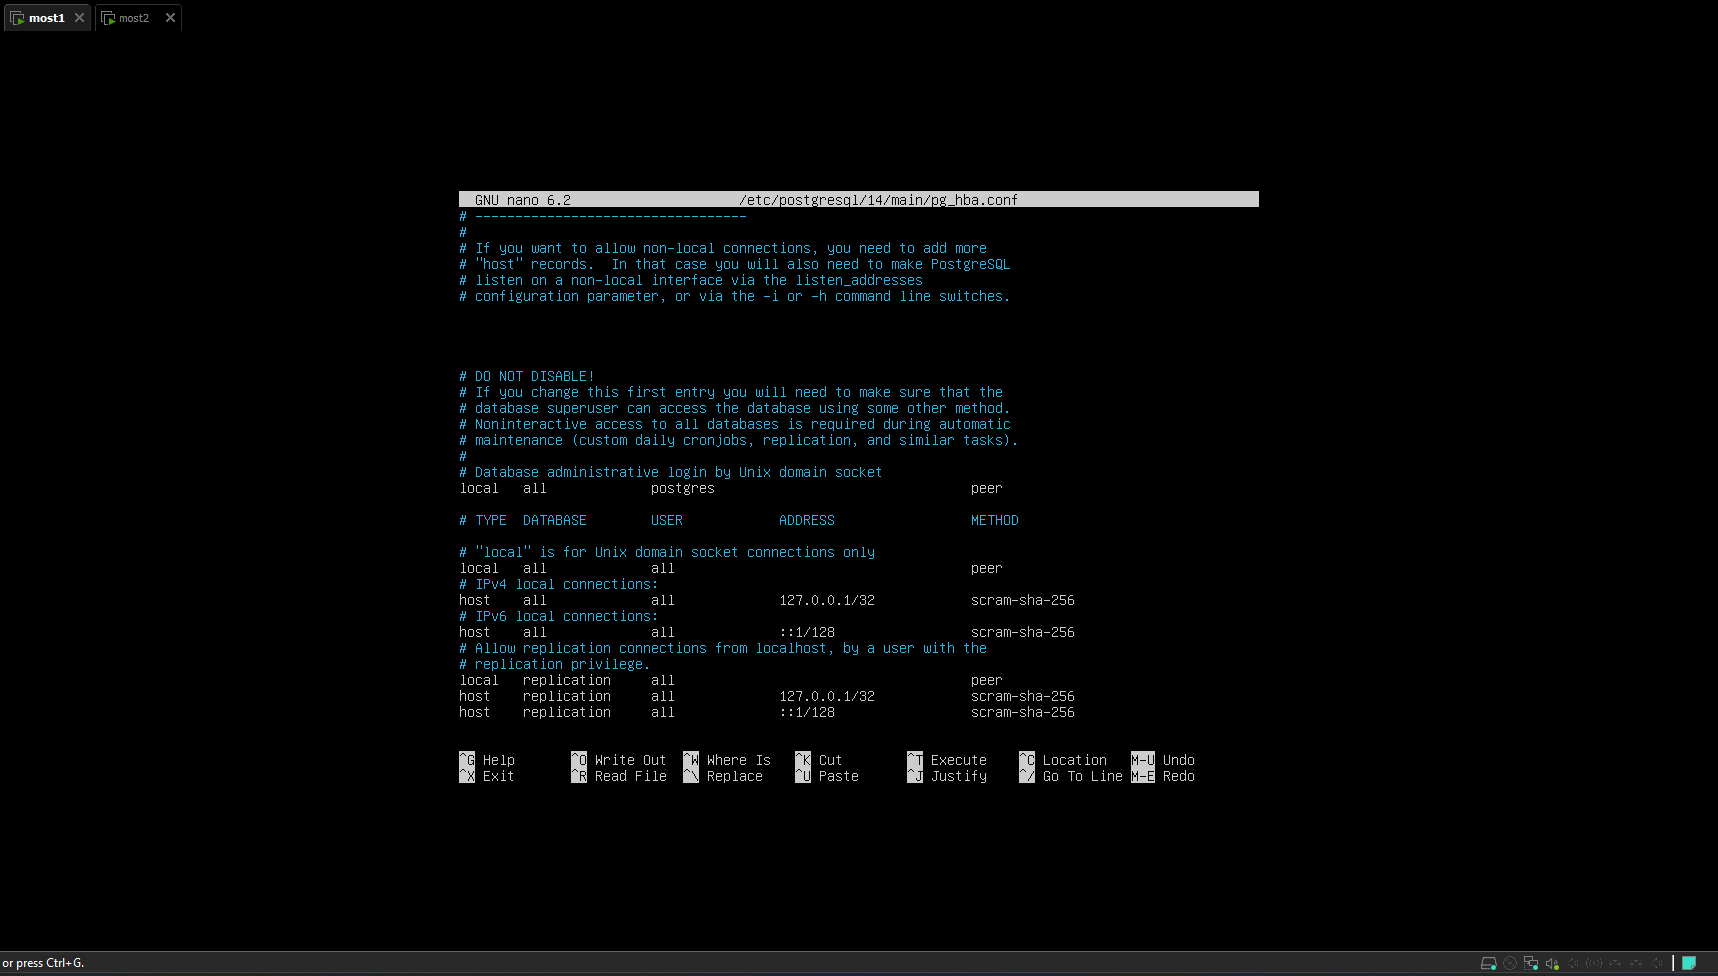 most1
most2
GNU nano 6.2 /etc/postgresql/14/main/pg_hba.conf
# ----------------------------------
#
# If you want to allow non-local connections, you need to add more
# "host" records.  In that case you will also need to make PostgreSQL
# listen on a non-local interface via the listen_addresses
# configuration parameter, or via the -i or -h command line switches.
# DO NOT DISABLE!
# If you change this first entry you will need to make sure that the
# database superuser can access the database using some other method.
# Noninteractive access to all databases is required during automatic
# maintenance (custom daily cronjobs, replication, and similar tasks).
#
# Database administrative login by Unix domain socket
local   all             postgres                                peer
# TYPE  DATABASE        USER            ADDRESS                 METHOD
# "local" is for Unix domain socket connections only
local   all             all                                     peer
# IPv4 local connections:
host    all             all             127.0.0.1/32            scram-sha-256
# IPv6 local connections:
host    all             all             ::1/128                 scram-sha-256
# Allow replication connections from localhost, by a user with the
# replication privilege.
local   replication     all                                     peer
host    replication     all             127.0.0.1/32            scram-sha-256
host    replication     all             ::1/128                 scram-sha-256
^G Help ^O Write Out ^W Where Is ^K Cut ^T Execute ^C Location M-U Undo
^X Exit ^R Read File ^\ Replace ^U Paste ^J Justify ^/ Go To Line M-E Redo
or press Ctrl+G.